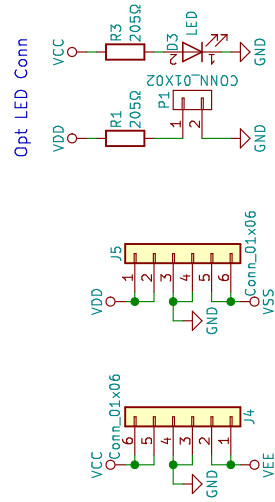 Opt LED Conn
VCC
R3
205Ω
D3
LED
2
1
GND
VDD
R1
205Ω
P1
CONN_01X02
1
2
GND
J5
Conn_01x06
1
2
3
4
5
6
VDD
GND
VSS
Conn_01x06
J4
6
5
4
3
2
1
VCC
GND
VEE